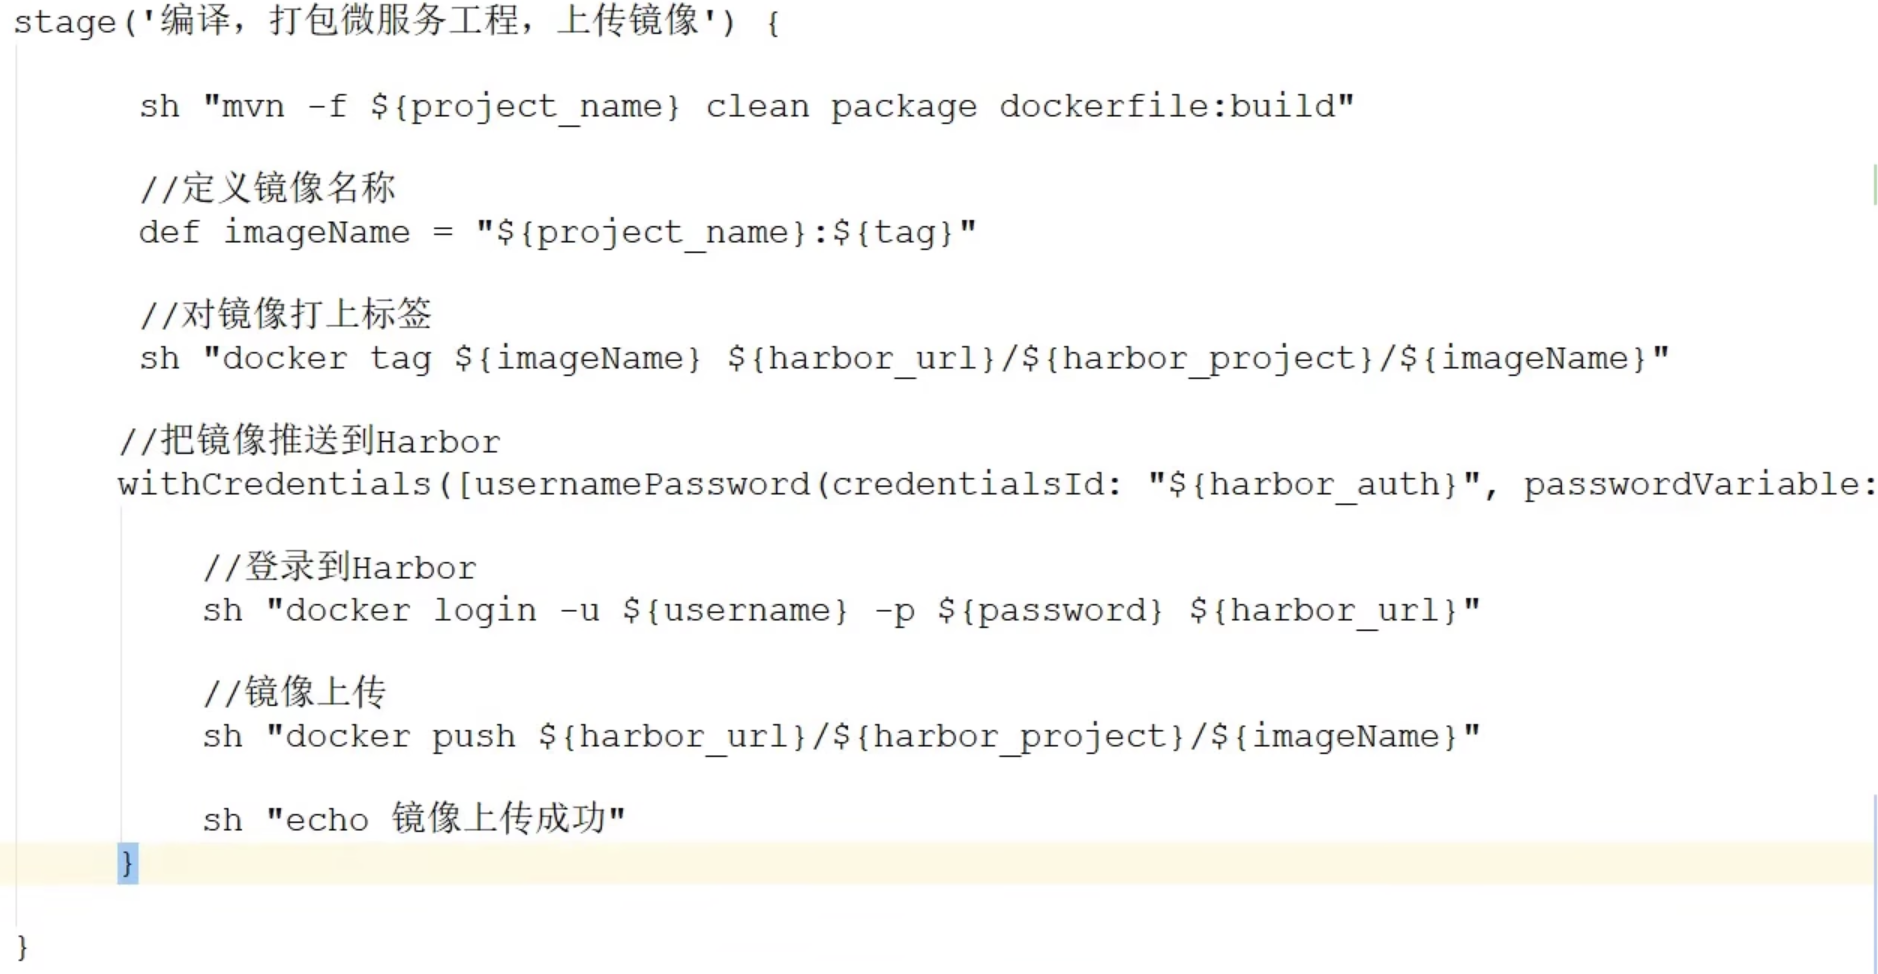 stage('编译，打包微服务工程，上传镜像') {
sh "mvn -f ${project_name} clean package dockerfile:build"
//定义镜像名称
def imageName = "${project_name}:${tag}"
//对镜像打上标签
sh "docker tag ${imageName} ${harbor_url}/${harbor_project}/${imageName}"
//把镜像推送到Harbor
withCredentials([usernamePassword(credentialsId: "${harbor_auth}", passwordVariable:
//登录到Harbor
sh "docker login -u ${username} -p ${password} ${harbor_url}"
//镜像上传
sh "docker push ${harbor_url}/${harbor_project}/${imageName}"
sh "echo 镜像上传成功"
}
}